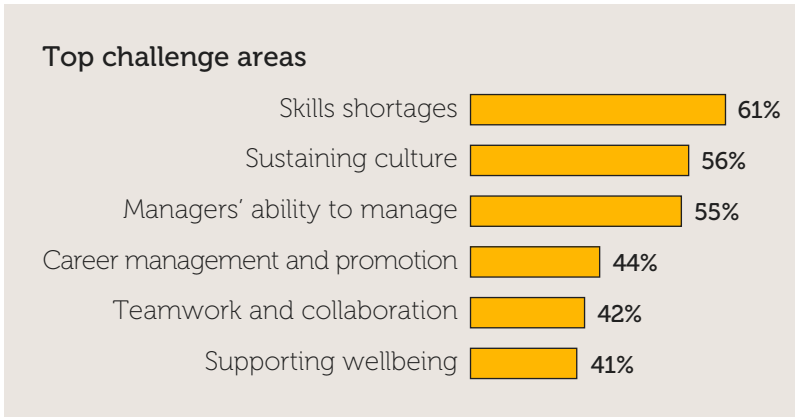 Top challenge areas
Skills shortages 61%
Sustaining culture 56%
Managers’ ability to manage 55%
Career management and promotion 44%
Teamwork and collaboration 42%
Supporting wellbeing 41%